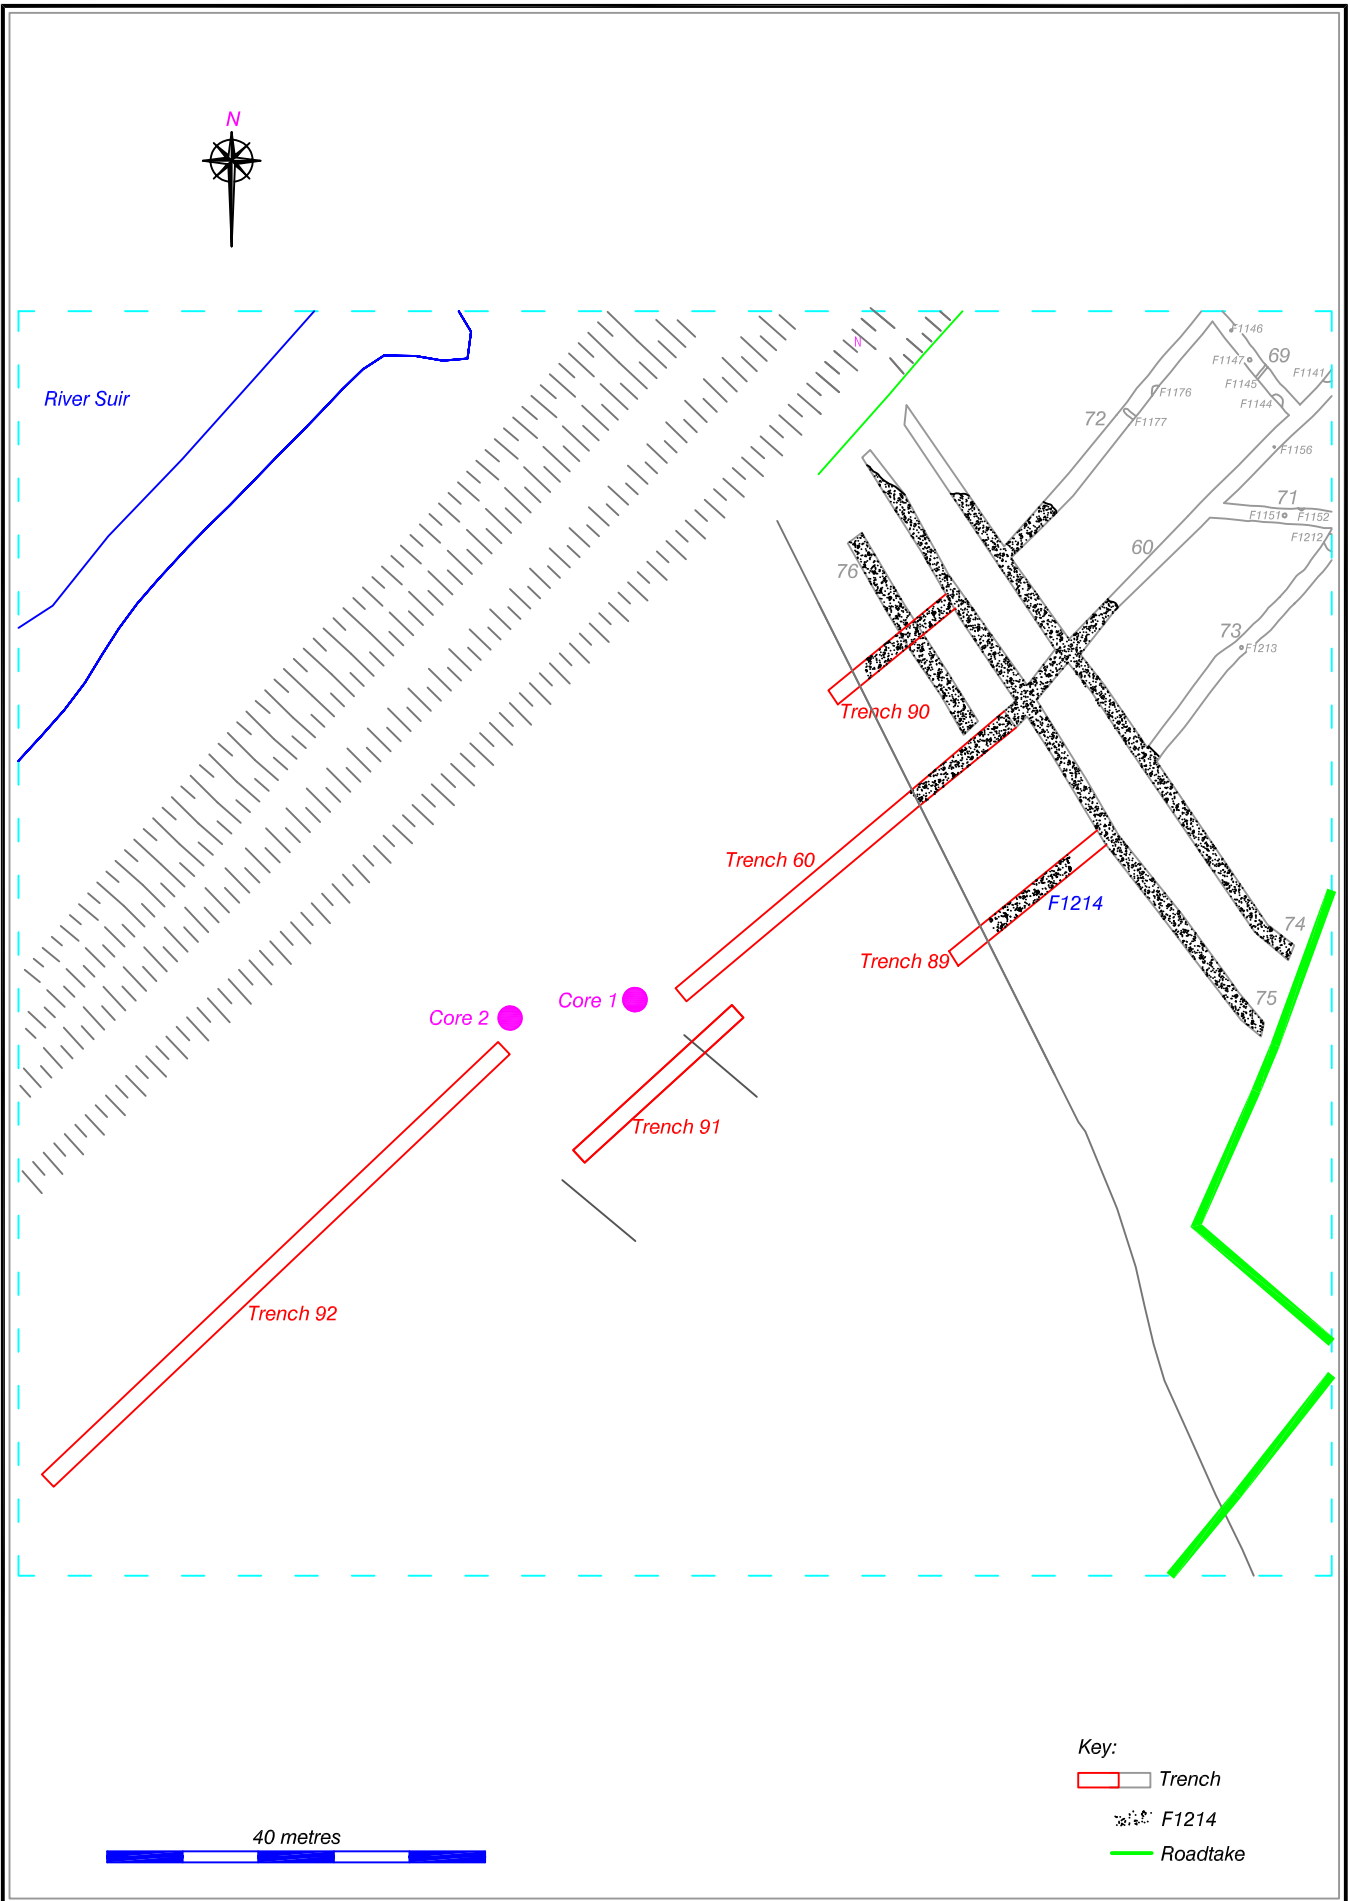 N
F1146
N
F1147
69
F1141
River Suir
F1145
F1176
F1144
72
F1177
F1156
71
F1151
F1152
F1212
60
76
73
F1213
Trench 90
Trench 60
F1214
74
Trench 89
75
Core 1
Core 2
Trench 91
Trench 92
Key:
Trench
F1214
40 metres
Roadtake